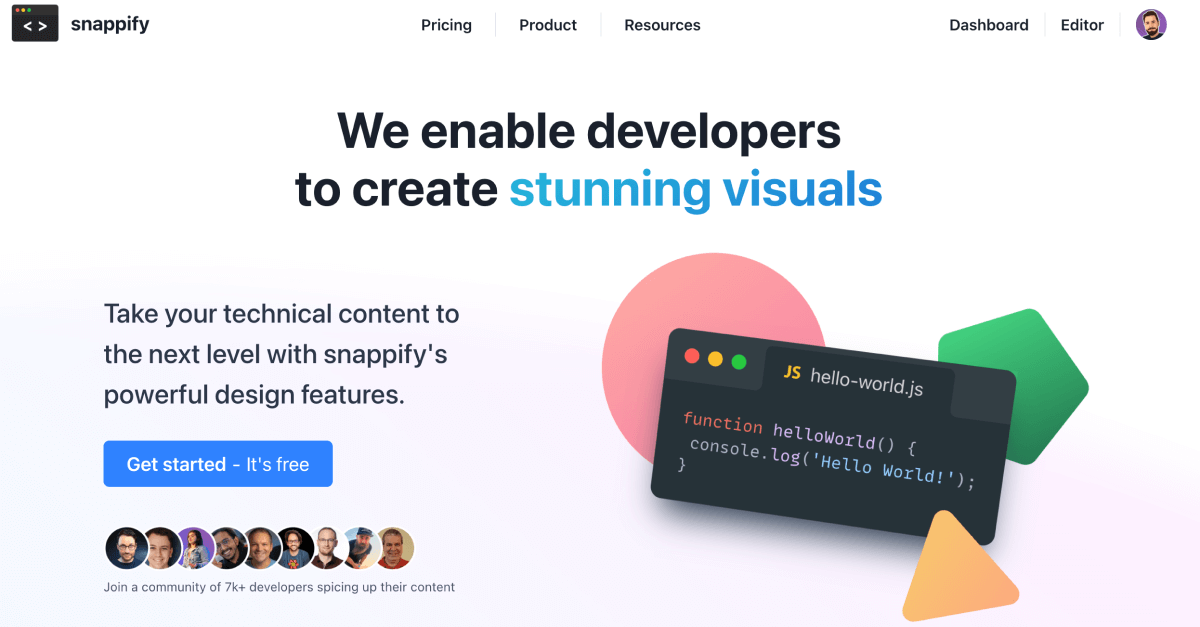 < > snappify
Pricing
Product
Resources
Dashboard
Editor
We enable developers
to create stunning visuals
Take your technical content to
the next level with snappify's
powerful design features.
Get started - It's free
Join a community of 7k+ developers spicing up their content
JS hello-world.js
function helloWorld() {
console.log('Hello World!');
}